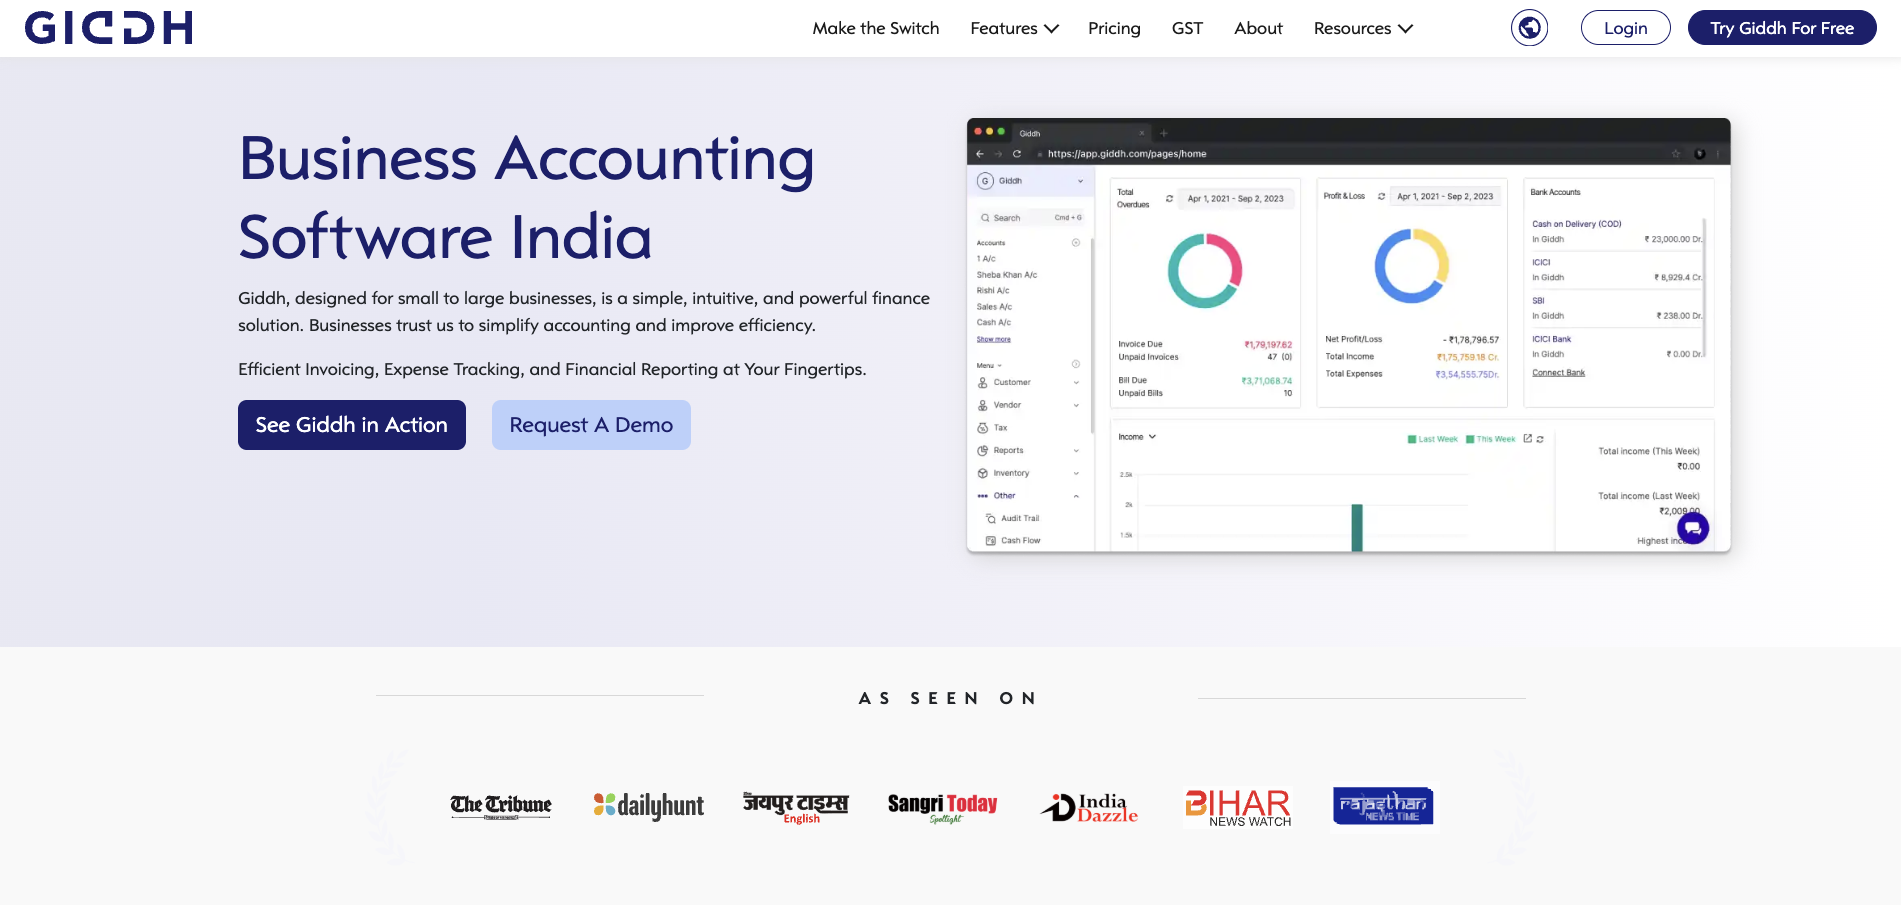 GIDDH
Make the Switch
Features
Pricing
GST
About
Resources
Login
Try Giddh For Free
Business Accounting
Software India
Giddh, designed for small to large businesses, is a simple, intuitive, and powerful finance
solution. Businesses trust us to simplify accounting and improve efficiency.
Efficient Invoicing, Expense Tracking, and Financial Reporting at Your Fingertips.
See Giddh in Action
Request A Demo
Giddh
https://app.giddh.com/pages/home
G Giddh
Search Cmd + G
Accounts
1 A/c
Sheba Khan A/c
Rishi A/c
Sales A/c
Cash A/c
Show more
Menu
Customer
Vendor
Tax
Reports
Inventory
Other
Audit Trail
Cash Flow
Total
Overdues
Apr 1, 2021 - Sep 2, 2023
Invoice Due ₹1,79,197.62
Unpaid Invoices 47 (0)
Bill Due ₹3,71,068.74
Unpaid Bills 10
Profit & Loss
Apr 1, 2021 - Sep 2, 2023
Net Profit/Loss - ₹1,78,796.57
Total Income ₹1,75,759.18 Cr.
Total Expenses ₹3,54,555.75Dr.
Bank Accounts
Cash on Delivery (COD)
In Giddh ₹ 23,000.00 Dr.
ICICI
In Giddh ₹ 8,929.4 Cr.
SBI
In Giddh ₹ 238.00 Dr.
ICICI Bank
In Giddh ₹ 0.00 Dr.
Connect Bank
Income
Last Week This Week
2.5k
2k
1.5k
Total income (This Week)
₹0.00
Total income (Last Week)
₹2,009.00
Highest
AS SEEN ON
The Tribune
dailyhunt
जयपुर टाइम्स
English
Sangri Today
Spotlight
India
Dazzle
BIHAR
NEWS WATCH
rajasthan
NEWS TIME